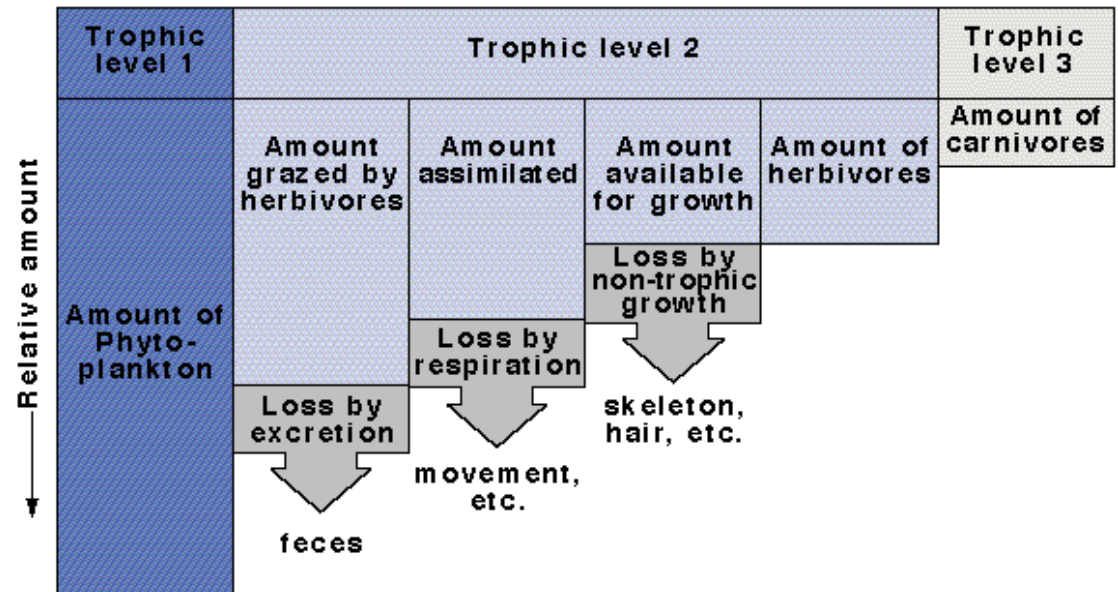 Trophic
level 1
Trophic level 2
Trophic
level 3
Relative amount
Amount of
Phyto-
plankton
Amount
grazed by
herbivores
Loss by
excretion
feces
Amount
assimilated
Loss by
respiration
movement,
etc.
Amount
available
for growth
Loss by
non-trophic
growth
skeleton,
hair, etc.
Amount of
herbivores
Amount of
carnivores